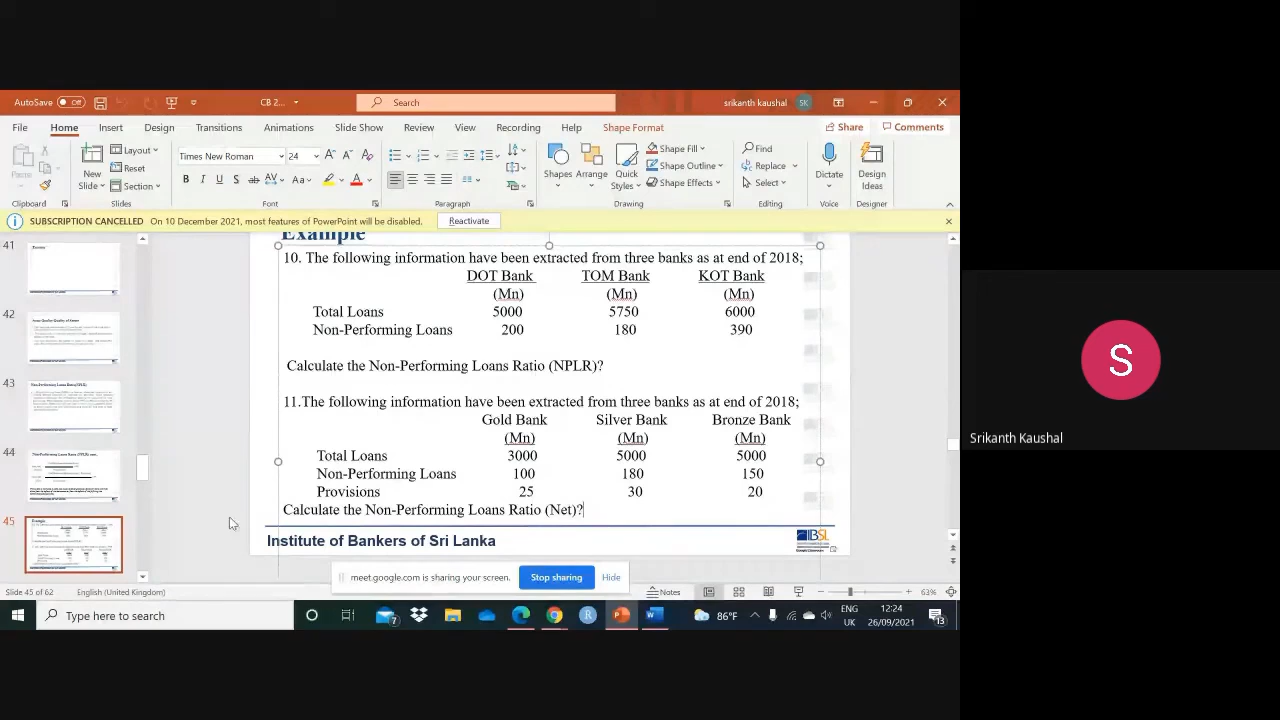 AutoSave Off CB 2... Search srikanth kaushal SK
File Home Insert Design Transitions Animations Slide Show Review View Recording Help Shape Format Share Comments
Paste New Slide Layout Reset Section Times New Roman 24 Shapes Arrange Quick Styles Shape Fill Shape Outline Shape Effects Find Replace Select Dictate Design Ideas
Clipboard Slides Font Paragraph Drawing Editing Voice Designer
SUBSCRIPTION CANCELLED On 10 December 2021, most features of PowerPoint will be disabled. Reactivate
41
42
43
44
45
Example
10. The following information have been extracted from three banks as at end of 2018;
DOT Bank TOM Bank KOT Bank
(Mn) (Mn) (Mn)
Total Loans 5000 5750 6000
Non-Performing Loans 200 180 390
Calculate the Non-Performing Loans Ratio (NPLR)?
11. The following information have been extracted from three banks as at end of 2018;
Gold Bank Silver Bank Bronze Bank
(Mn) (Mn) (Mn)
Total Loans 5000 5000
Non-Performing Loans 180 150
Provisions 25 30 20
Calculate the Non-Performing Loans Ratio (Net)?
Institute of Bankers of Sri Lanka
IBSL
meet.google.com is sharing your screen. Stop sharing Hide
Slide 45 of 62 English (United Kingdom) Notes 63%
Type here to search 7 86°F ENG UK 12:24 26/09/2021 13
S
Srikanth Kaushal